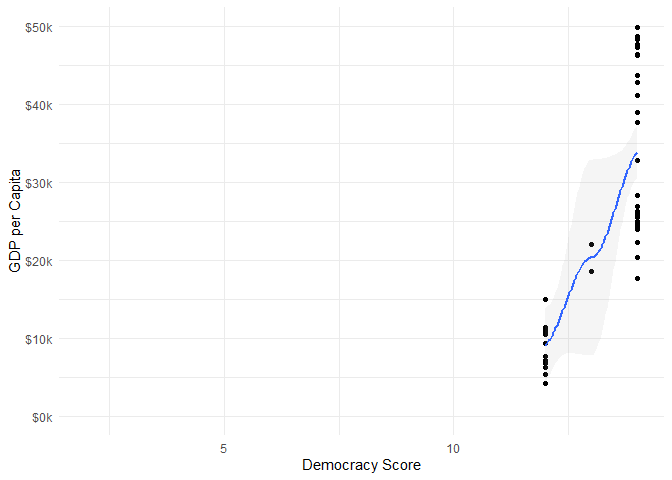 $50k
$40k
$30k
$20k
$10k
$0k
GDP per Capita
5
10
Democracy Score